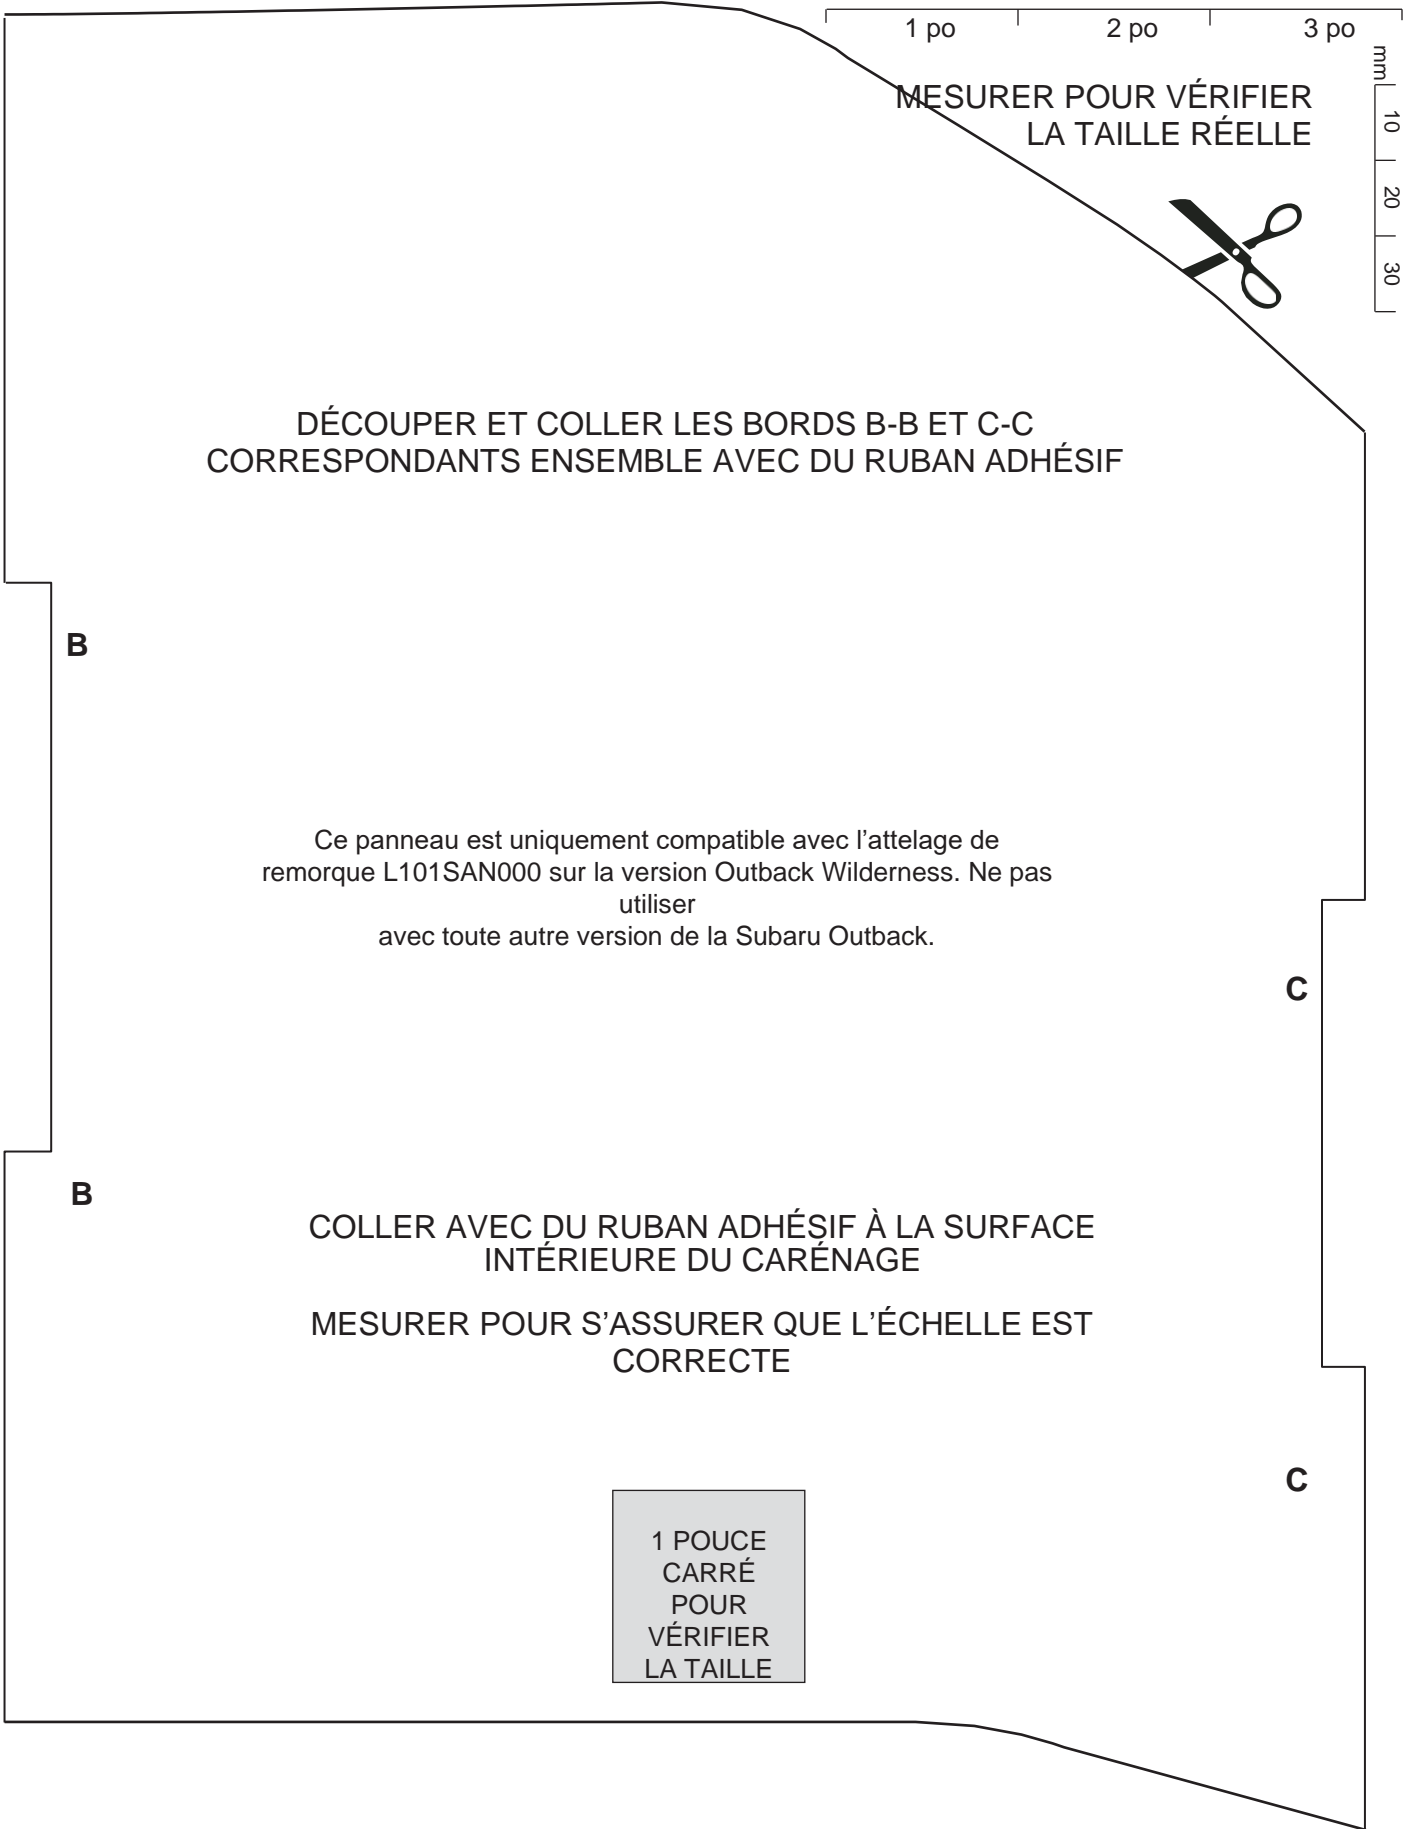 1 po 2 po 3 po
mm
10 20 30
MESURER POUR VÉRIFIER
LA TAILLE RÉELLE
DÉCOUPER ET COLLER LES BORDS B-B ET C-C
CORRESPONDANTS ENSEMBLE AVEC DU RUBAN ADHÉSIF
B
Ce panneau est uniquement compatible avec l'attelage de
remorque L101SAN000 sur la version Outback Wilderness. Ne pas
utiliser
avec toute autre version de la Subaru Outback.
C
B
COLLER AVEC DU RUBAN ADHÉSIF À LA SURFACE
INTÉRIEURE DU CARÉNAGE
MESURER POUR S'ASSURER QUE L'ÉCHELLE EST
CORRECTE
C
1 POUCE
CARRÉ
POUR
VÉRIFIER
LA TAILLE